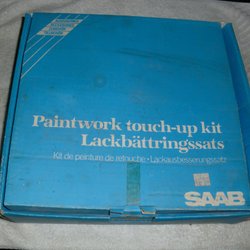 Paintwork touch-up kit
Lackbättringssats
Kit de peinture de retouche · Lackausbesserungssatz
SAAB